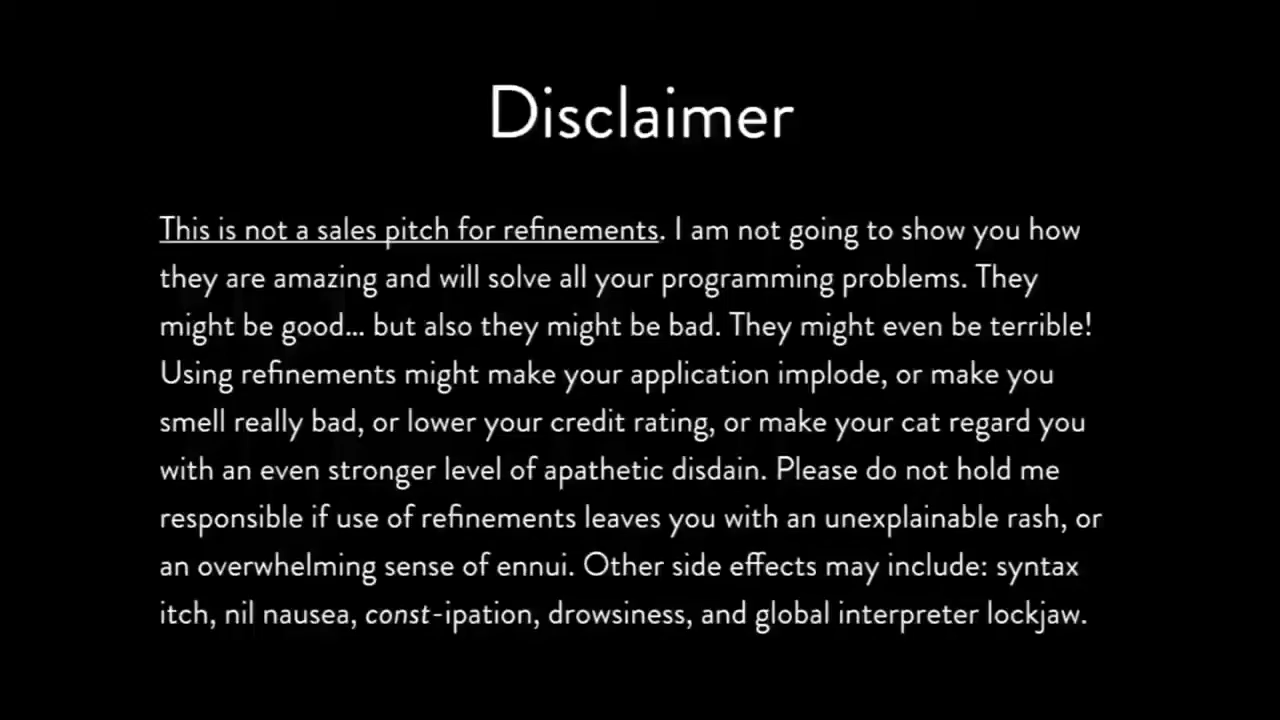 Disclaimer
This is not a sales pitch for refinements. I am not going to show you how
they are amazing and will solve all your programming problems. They
might be good... but also they might be bad. They might even be terrible!
Using refinements might make your application implode, or make you
smell really bad, or lower your credit rating, or make your cat regard you
with an even stronger level of apathetic disdain. Please do not hold me
responsible if use of refinements leaves you with an unexplainable rash, or
an overwhelming sense of ennui. Other side effects may include: syntax
itch, nil nausea, const-ipation, drowsiness, and global interpreter lockjaw.